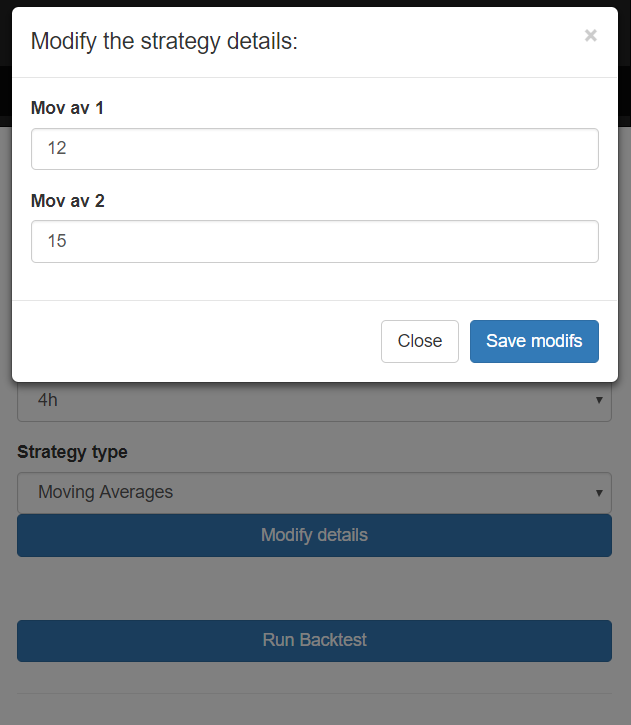 Modify the strategy details:
×
Mov av 1
12
Mov av 2
15
Close
Save modifs
4h
Strategy type
Moving Averages
Modify details
Run Backtest